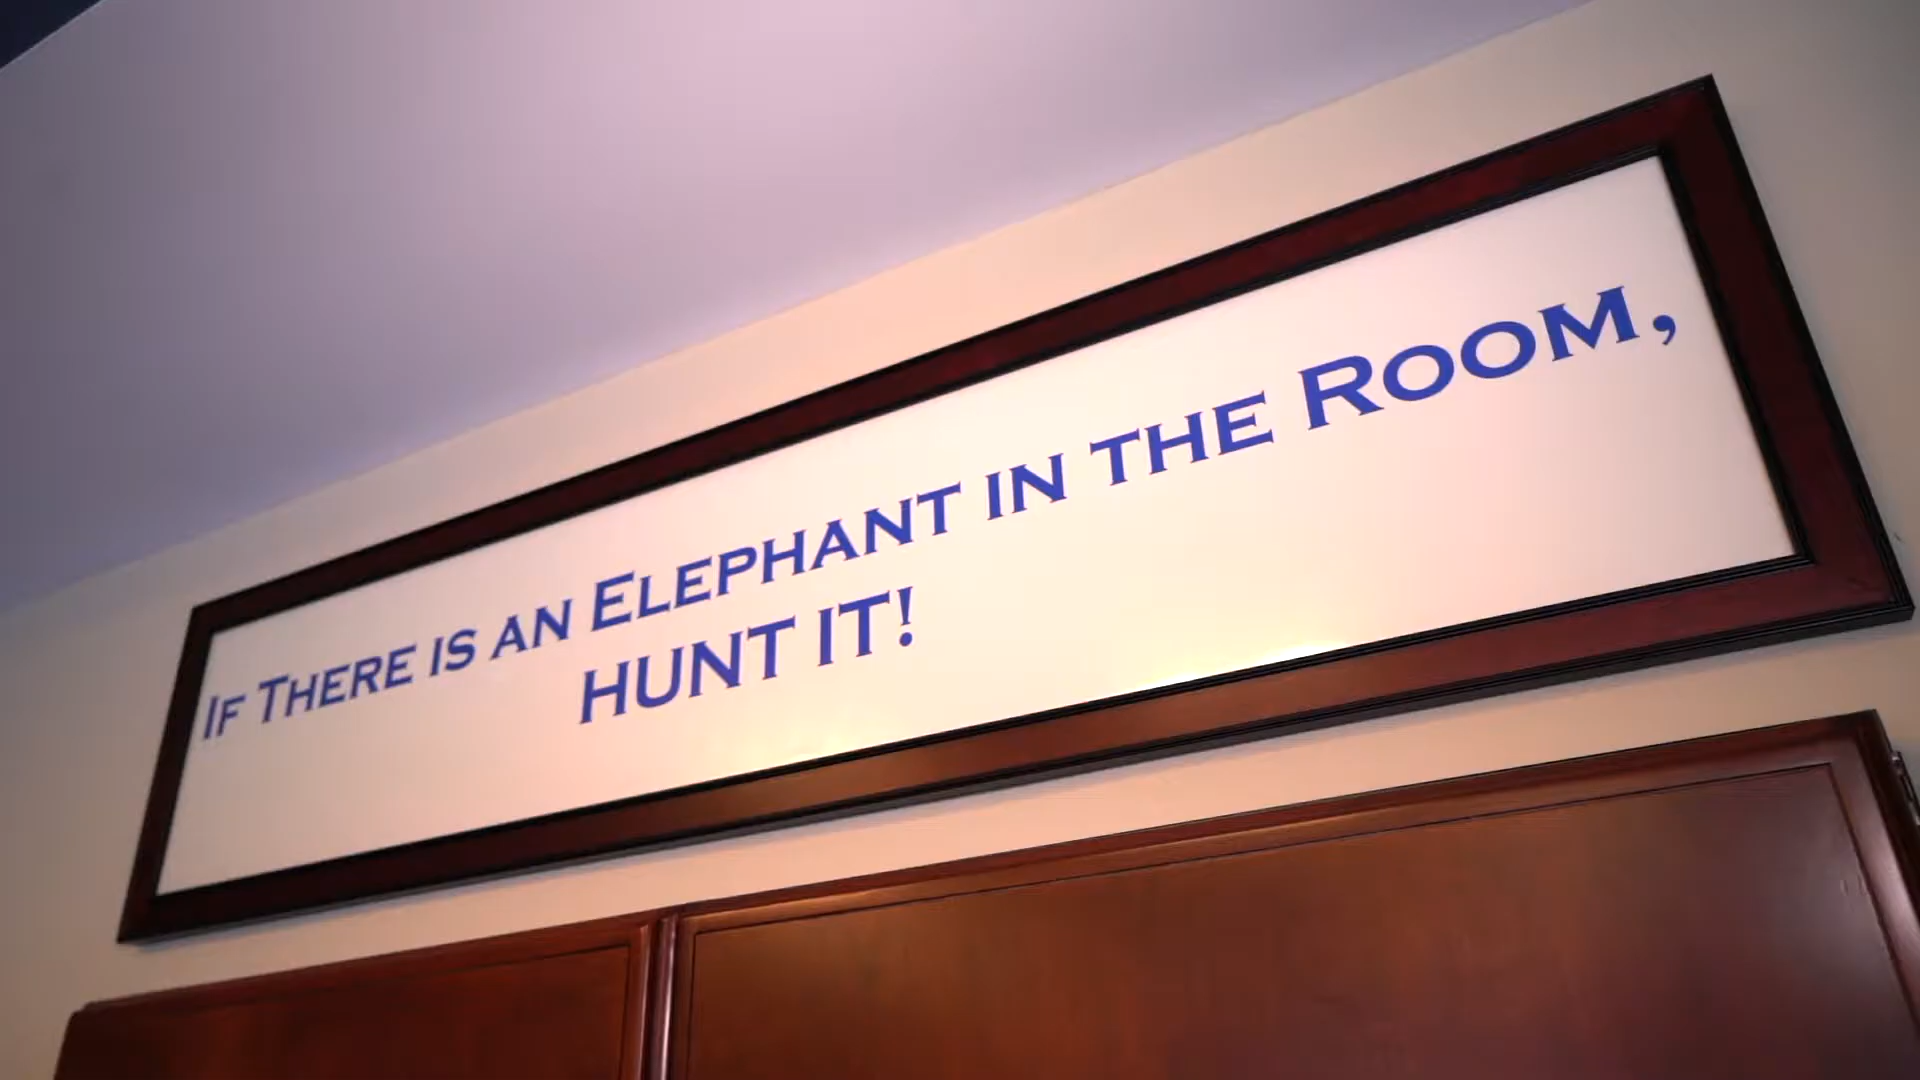 If There is an Elephant in the Room,
HUNT IT!